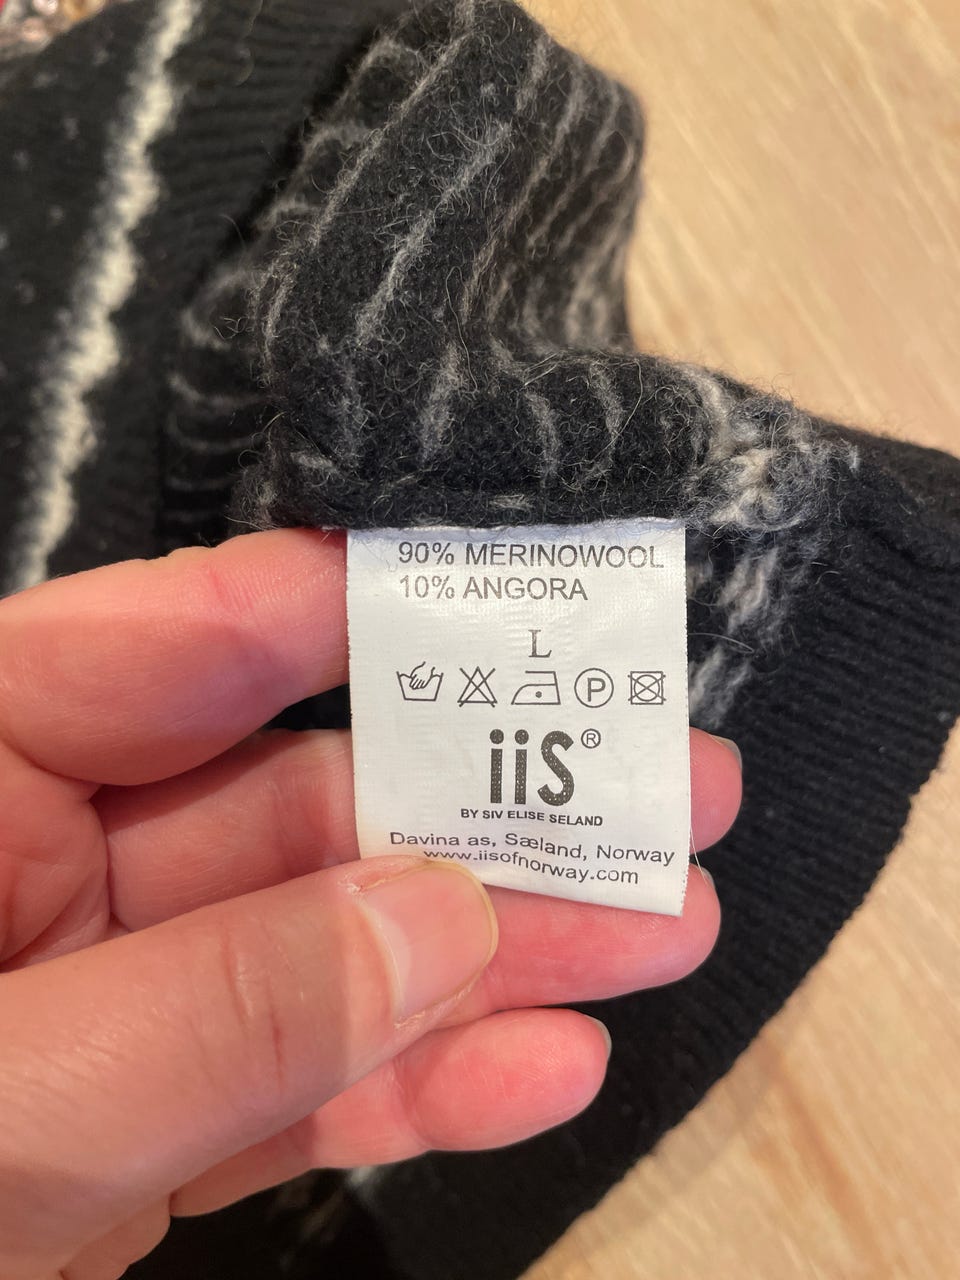 90% MERINOWOOL
10% ANGORA
L
P
iiS®
BY SIV ELISE SELAND
Davina as, Sæland, Norway
www.iisofnorway.com